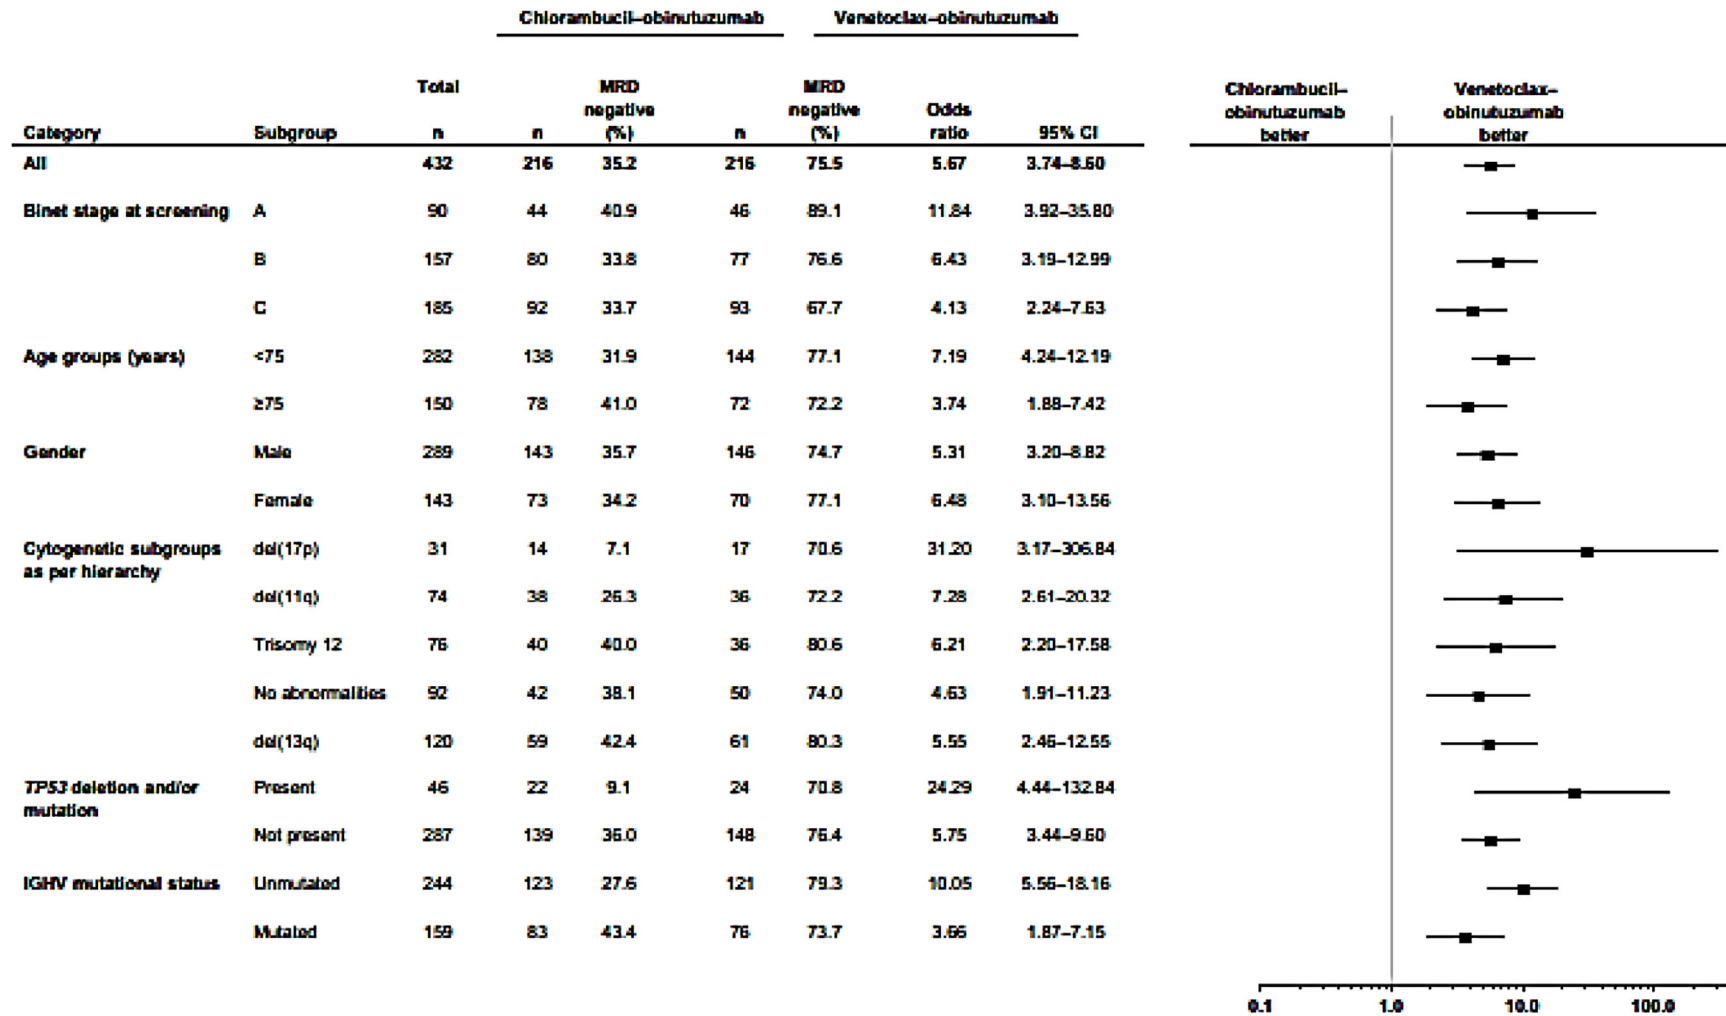 Chlorambucil–obinutuzumab Venetoclax–obinutuzumab
Total MRD MRD Chlorambucil– Venetoclax–
negative negative Odds obinutuzumab obinutuzumab
Category Subgroup n n (%) n (%) ratio 95% CI better better
All 432 216 35.2 216 75.5 5.67 3.74–8.60
Binet stage at screening A 90 44 40.9 46 89.1 11.84 3.92–35.80
B 157 80 33.8 77 76.6 6.43 3.19–12.99
C 185 92 33.7 93 67.7 4.13 2.24–7.63
Age groups (years) <75 282 138 31.9 144 77.1 7.19 4.24–12.19
≥75 150 78 41.0 72 72.2 3.74 1.88–7.42
Gender Male 289 143 35.7 146 74.7 5.31 3.20–8.82
Female 143 73 34.2 70 77.1 6.48 3.10–13.56
Cytogenetic subgroups del(17p) 31 14 7.1 17 70.6 31.20 3.17–306.84
as per hierarchy
del(11q) 74 38 26.3 36 72.2 7.28 2.61–20.32
Trisomy 12 76 40 40.0 36 80.6 6.21 2.20–17.58
No abnormalities 92 42 38.1 50 74.0 4.63 1.91–11.23
del(13q) 120 59 42.4 61 80.3 5.55 2.46–12.55
TP53 deletion and/or Present 46 22 9.1 24 70.8 24.29 4.44–132.84
mutation
Not present 287 139 36.0 148 76.4 5.75 3.44–9.60
IGHV mutational status Unmutated 244 123 27.6 121 79.3 10.05 5.56–18.16
Mutated 159 83 43.4 76 73.7 3.66 1.87–7.15
0.1 1.0 10.0 100.0